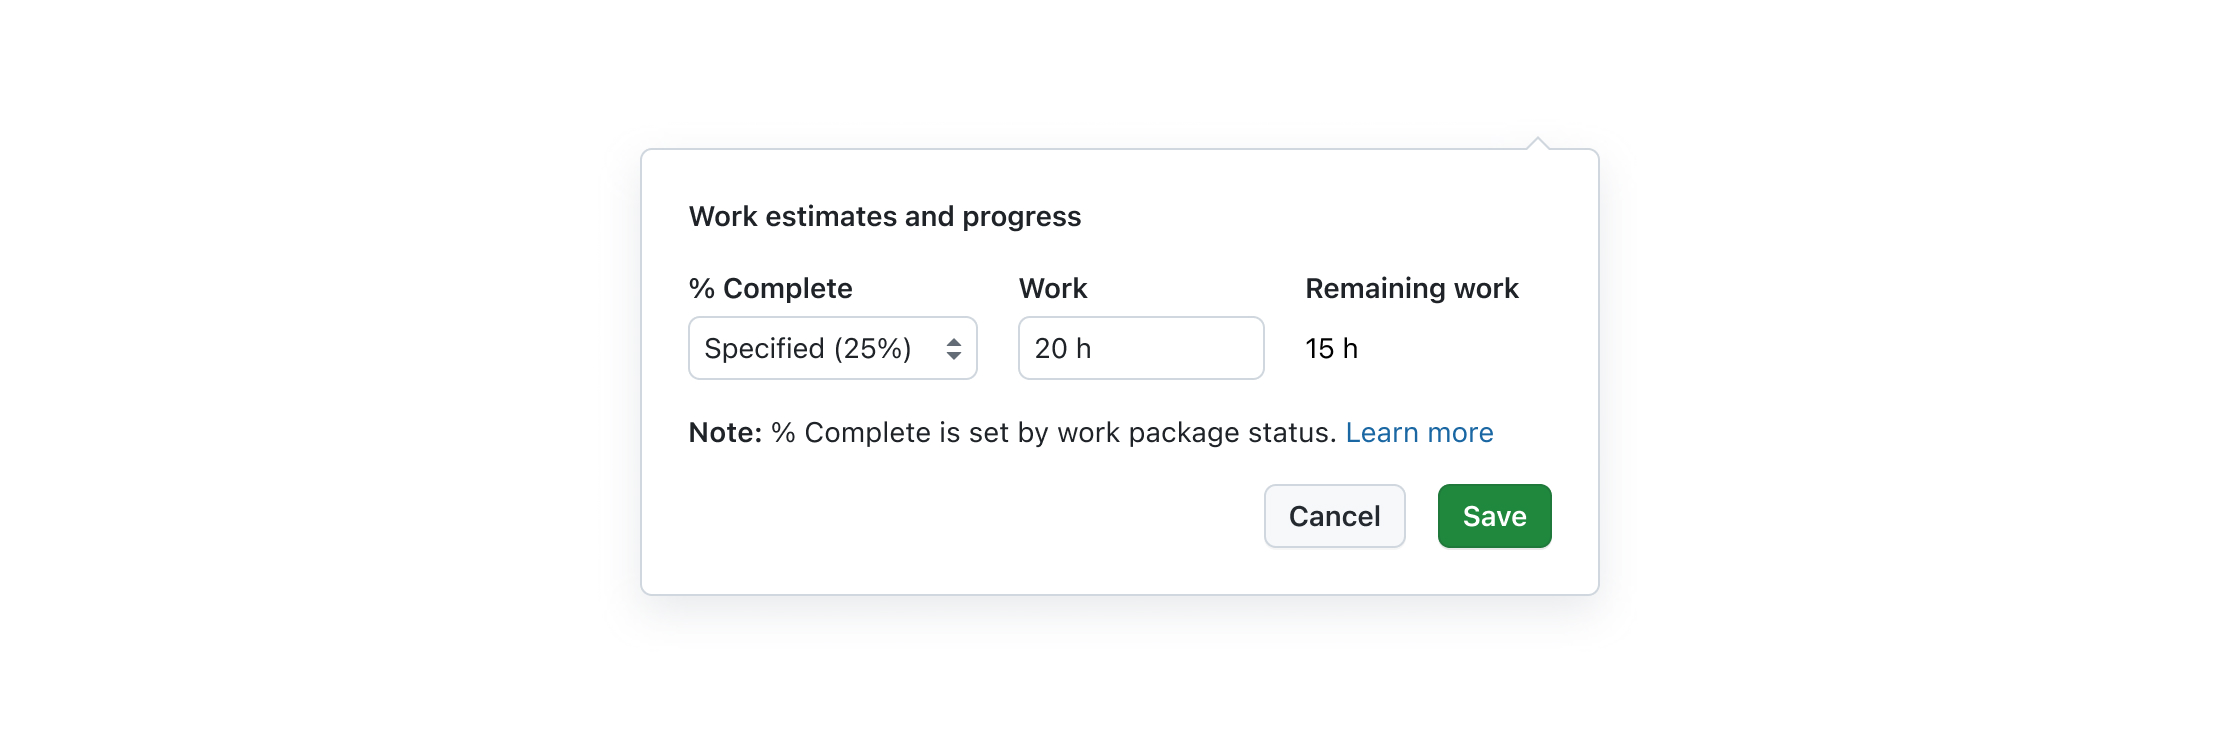 Work estimates and progress
% Complete Work Remaining work
Specified (25%) 20 h 15 h
Note: % Complete is set by work package status. Learn more
Cancel Save